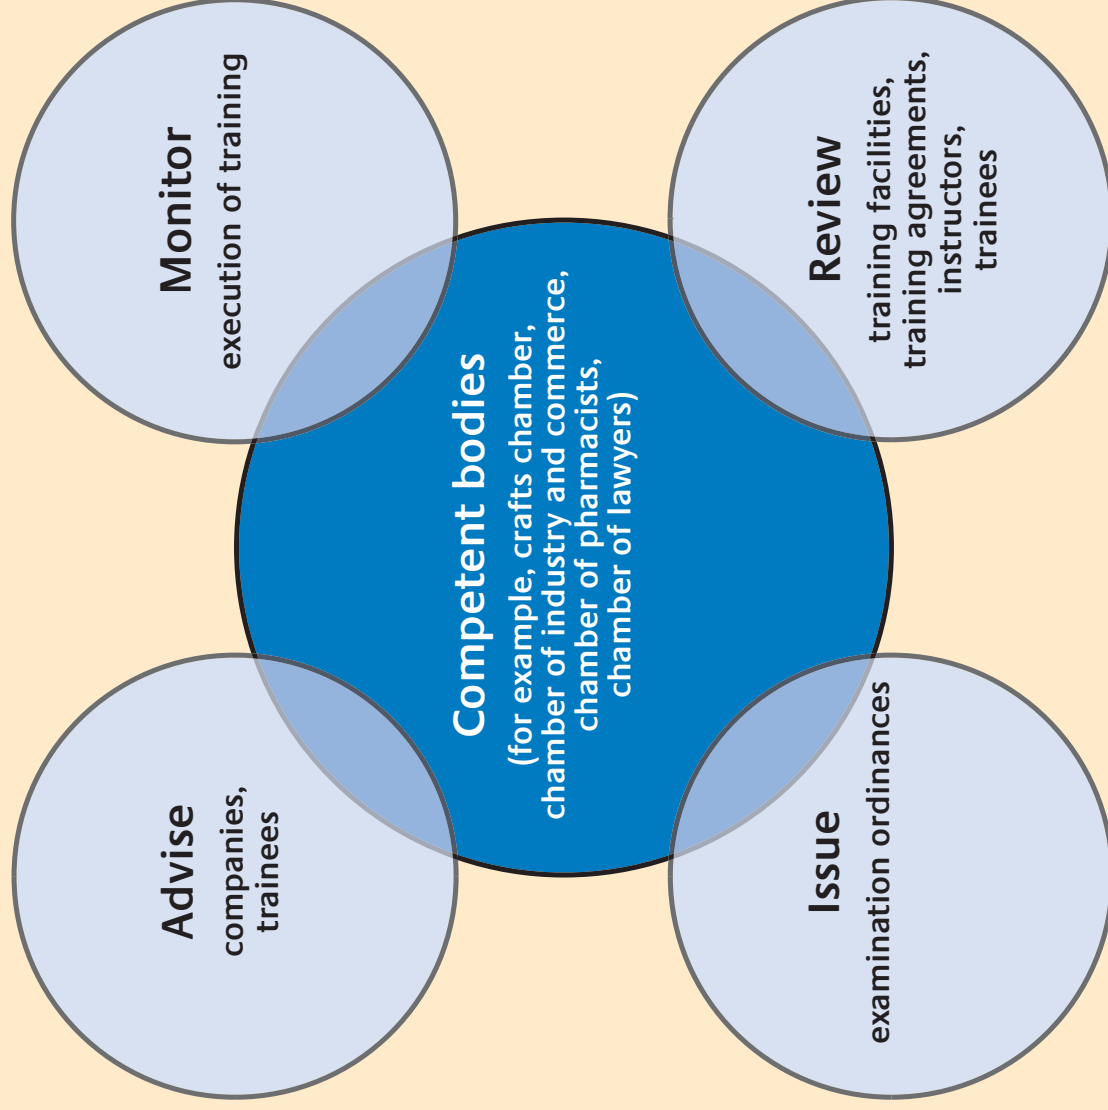 Advise
companies,
trainees
Monitor
execution of training
Competent bodies
(for example, crafts chamber,
chamber of industry and commerce,
chamber of pharmacists,
chamber of lawyers)
Issue
examination ordinances
Review
training facilities,
training agreements,
instructors,
trainees